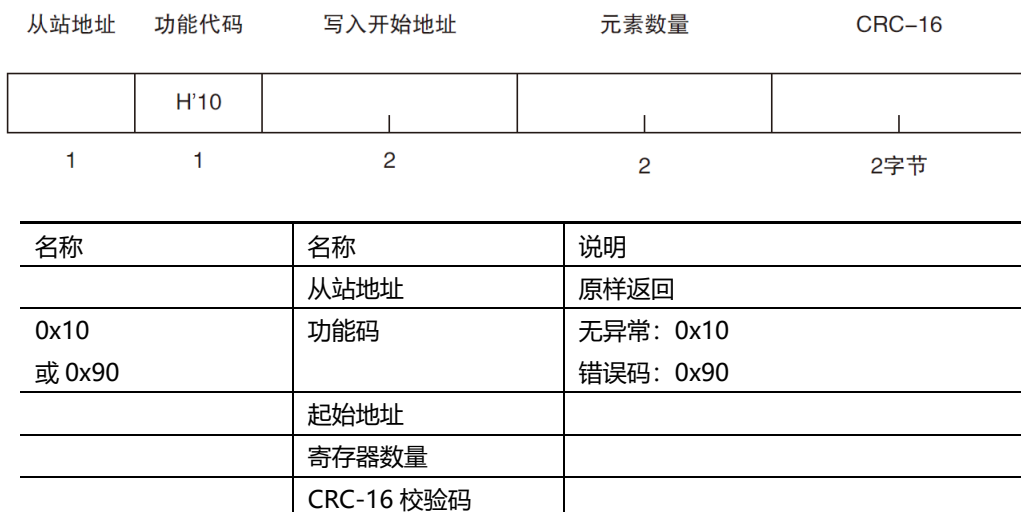 从站地址 功能代码 写入开始地址 元素数量 CRC-16
H'10
1 1 2 2 2字节
名称 名称 说明
从站地址 原样返回
0x10 功能码 无异常：0x10
或 0x90 错误码：0x90
起始地址
寄存器数量
CRC-16 校验码